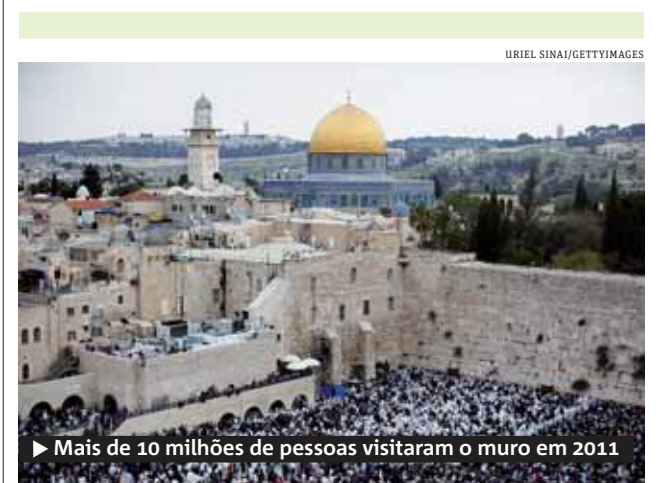 URIEL SINAI/GETTYIMAGES
▶ Mais de 10 milhões de pessoas visitaram o muro em 2011